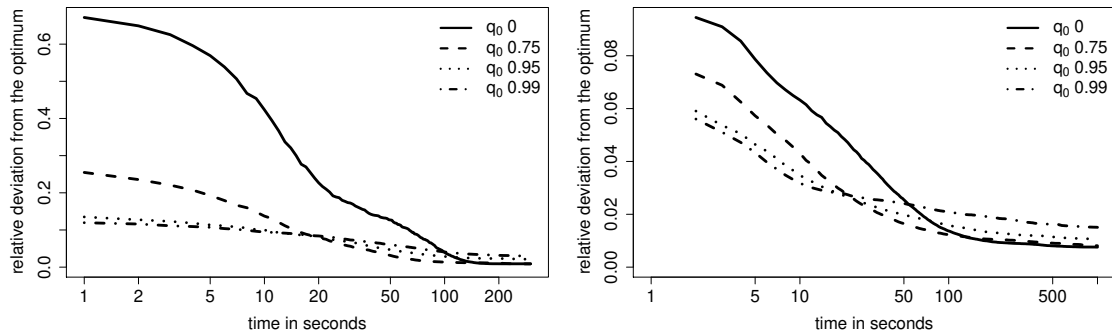 relative deviation from the optimum
0.0 0.2 0.4 0.6
q0 0
q0 0.75
q0 0.95
q0 0.99
1 2 5 10 20 50 100 200
time in seconds
relative deviation from the optimum
0.00 0.02 0.04 0.06 0.08
q0 0
q0 0.75
q0 0.95
q0 0.99
1 5 10 50 100 500
time in seconds